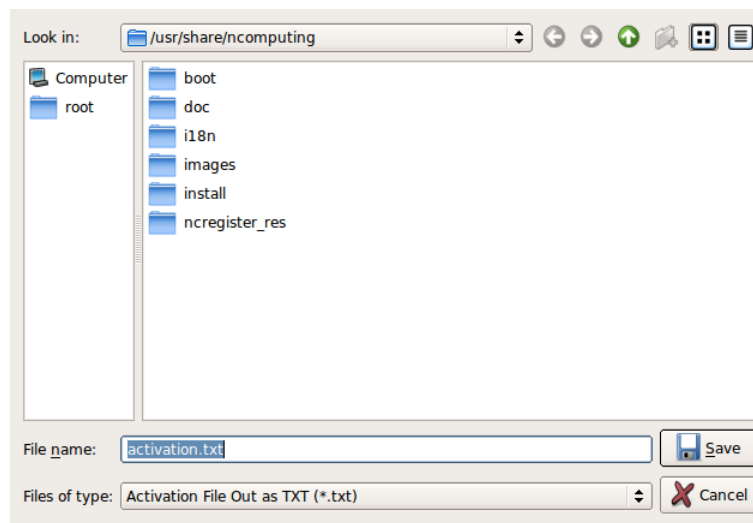 Look in: /usr/share/ncomputing
Computer
root
boot
doc
i18n
images
install
ncregister_res
File name: activation.txt Save
Files of type: Activation File Out as TXT (*.txt) Cancel